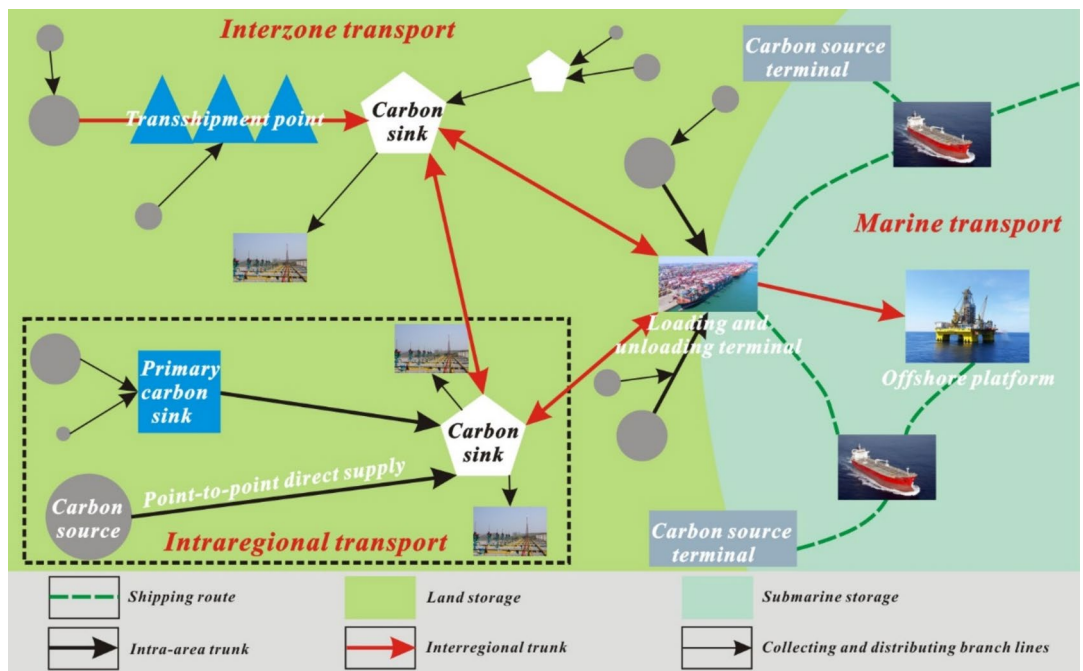 Interzone transport
Carbon source
terminal
Transshipment point
Carbon
sink
Marine transport
Loading and
unloading terminal
Offshore platform
Primary
carbon
sink
Carbon
sink
Point-to-point direct supply
Carbon
source
Intraregional transport
Carbon source
terminal
Shipping route
Land storage
Submarine storage
Intra-area trunk
Interregional trunk
Collecting and distributing branch lines